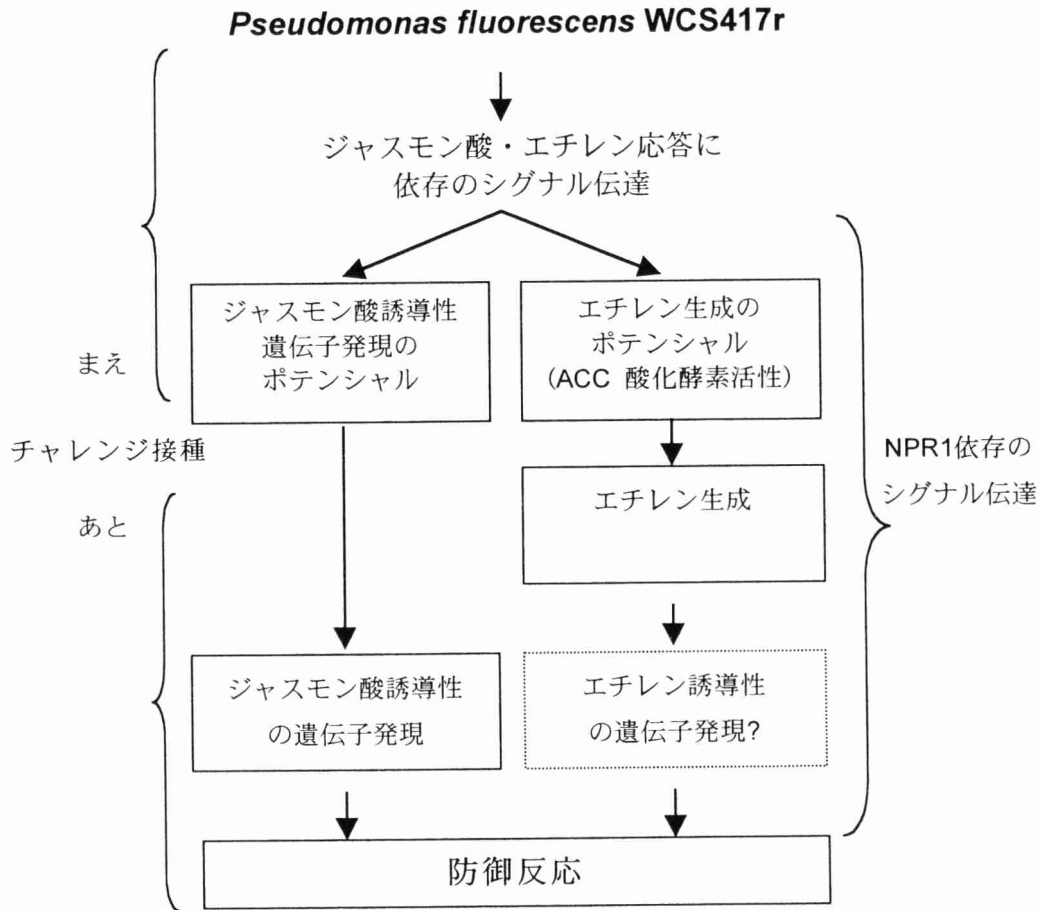 Pseudomonas fluorescens WCS417r
ジャスモン酸・エチレン応答に
依存のシグナル伝達
ジャスモン酸誘導性
遺伝子発現の
ポテンシャル
エチレン生成の
ポテンシャル
(ACC 酸化酵素活性)
まえ
チャレンジ接種
あと
エチレン生成
NPR1依存の
シグナル伝達
ジャスモン酸誘導性
の遺伝子発現
エチレン誘導性
の遺伝子発現?
防御反応